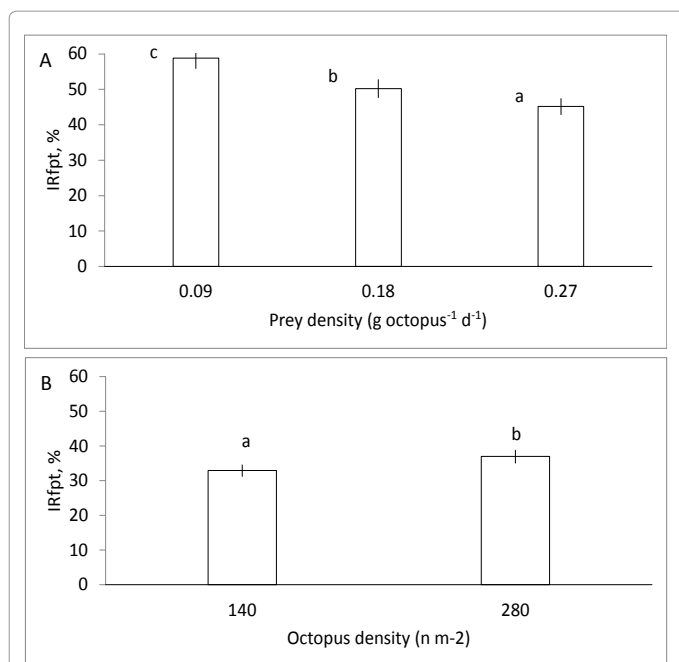 A
60
50
40
30
20
10
0
IRfpt, %
c
b
a
0.09 0.18 0.27
Prey density (g octopus⁻¹ d⁻¹)
B
60
50
40
30
20
10
0
IRfpt, %
a
b
140 280
Octopus density (n m-2)